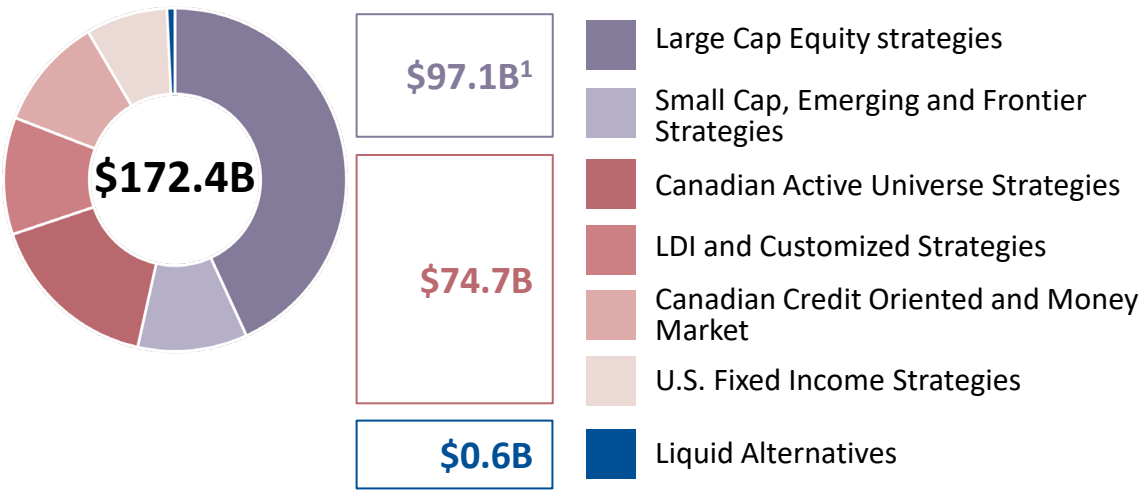 $172.4B
$97.1B¹
$74.7B
$0.6B
Large Cap Equity strategies
Small Cap, Emerging and Frontier
Strategies
Canadian Active Universe Strategies
LDI and Customized Strategies
Canadian Credit Oriented and Money
Market
U.S. Fixed Income Strategies
Liquid Alternatives